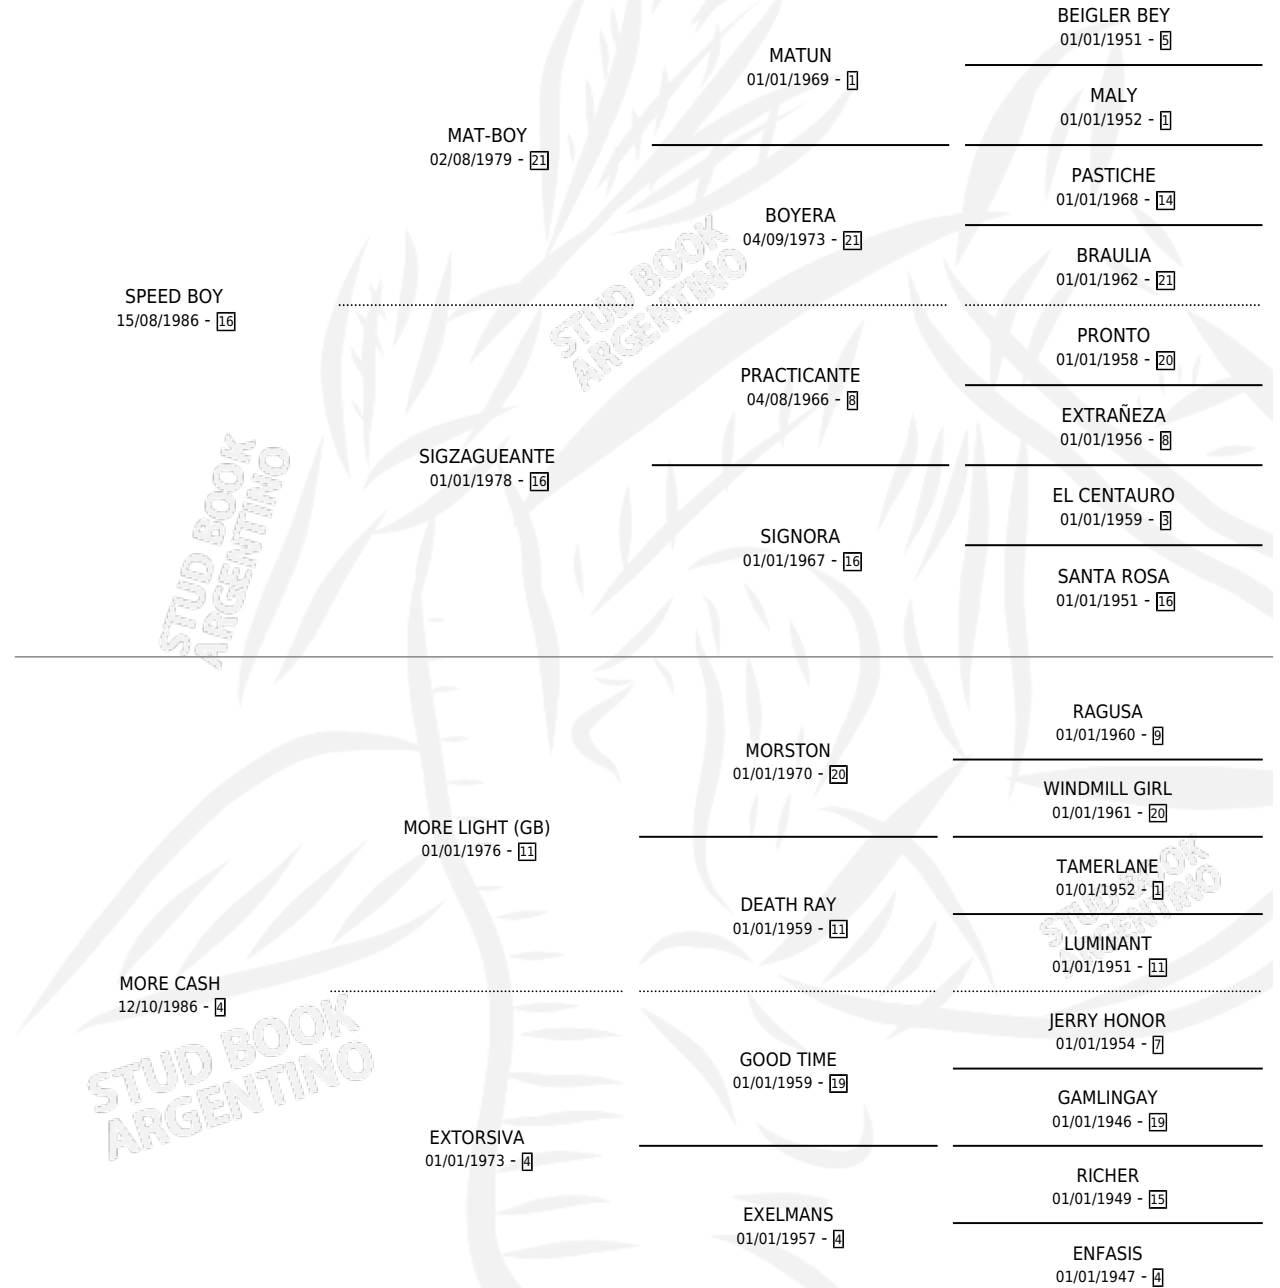 BEIGLER BEY
01/01/1951 - 5
MATUN
01/01/1969 - 1
MALY
01/01/1952 - 1
MAT-BOY
02/08/1979 - 21
PASTICHE
01/01/1968 - 14
BOYERA
04/09/1973 - 21
BRAULIA
01/01/1962 - 21
SPEED BOY
15/08/1986 - 16
PRONTO
01/01/1958 - 20
PRACTICANTE
04/08/1966 - 8
EXTRAÑEZA
01/01/1956 - 8
SIGZAGUEANTE
01/01/1978 - 16
EL CENTAURO
01/01/1959 - 3
SIGNORA
01/01/1967 - 16
SANTA ROSA
01/01/1951 - 16
RAGUSA
01/01/1960 - 9
MORSTON
01/01/1970 - 20
WINDMILL GIRL
01/01/1961 - 20
MORE LIGHT (GB)
01/01/1976 - 11
TAMERLANE
01/01/1952 - 1
DEATH RAY
01/01/1959 - 11
LUMINANT
01/01/1951 - 11
MORE CASH
12/10/1986 - 4
JERRY HONOR
01/01/1954 - 7
GOOD TIME
01/01/1959 - 19
GAMLINGAY
01/01/1946 - 19
EXTORSIVA
01/01/1973 - 4
RICHER
01/01/1949 - 15
EXELMANS
01/01/1957 - 4
ENFASIS
01/01/1947 - 4
STUD BOOK
ARGENTINO
STUD BOOK
ARGENTINO
STUD BOOK
ARGENTINO
STUD BOOK
ARGENTINO